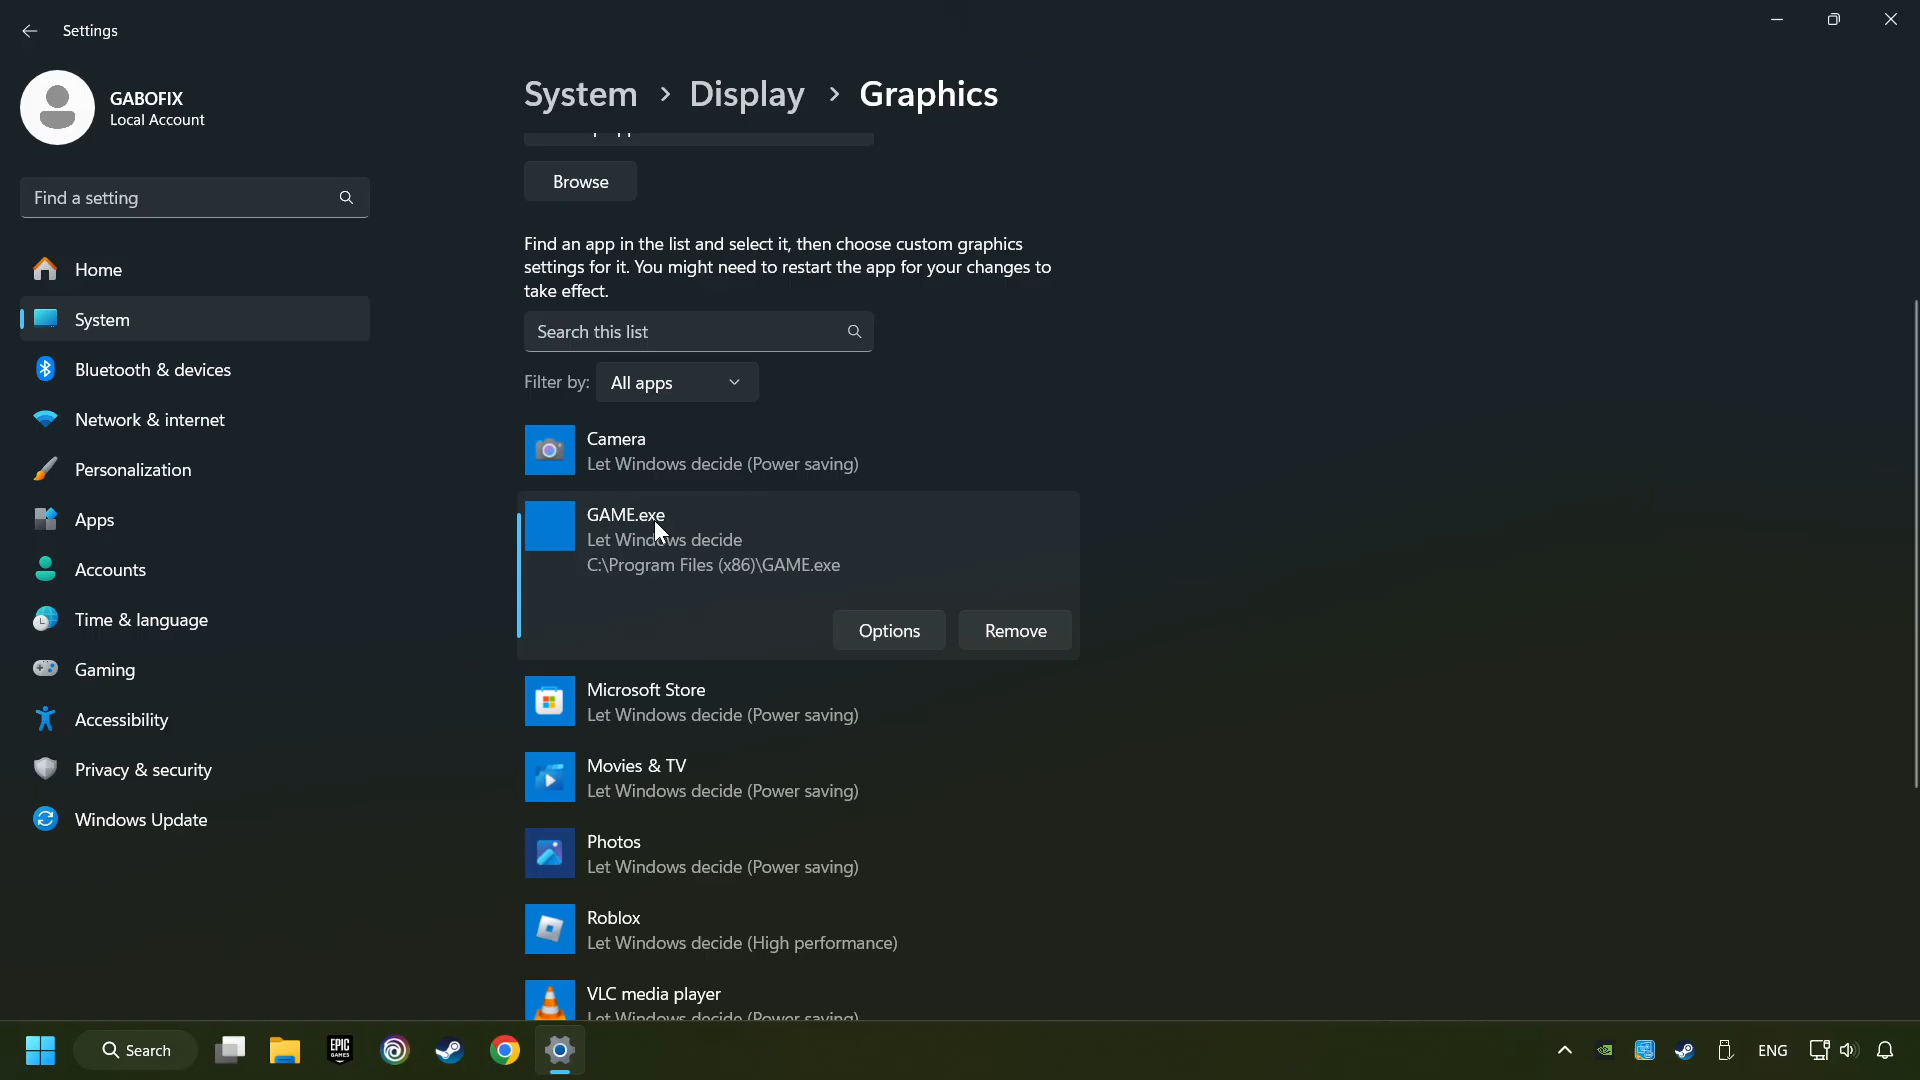 Settings
GABOFIX
Local Account
Find a setting
Home
System
Bluetooth & devices
Network & internet
Personalization
Apps
Accounts
Time & language
Gaming
Accessibility
Privacy & security
Windows Update
System > Display > Graphics
Browse
Find an app in the list and select it, then choose custom graphics
settings for it. You might need to restart the app for your changes to
take effect.
Search this list
Filter by: All apps
Camera
Let Windows decide (Power saving)
GAME.exe
Let Windows decide
C:\Program Files (x86)\GAME.exe
Options Remove
Microsoft Store
Let Windows decide (Power saving)
Movies & TV
Let Windows decide (Power saving)
Photos
Let Windows decide (Power saving)
Roblox
Let Windows decide (High performance)
VLC media player
Let Windows decide (Power saving)
Search EPIC GAMES ENG